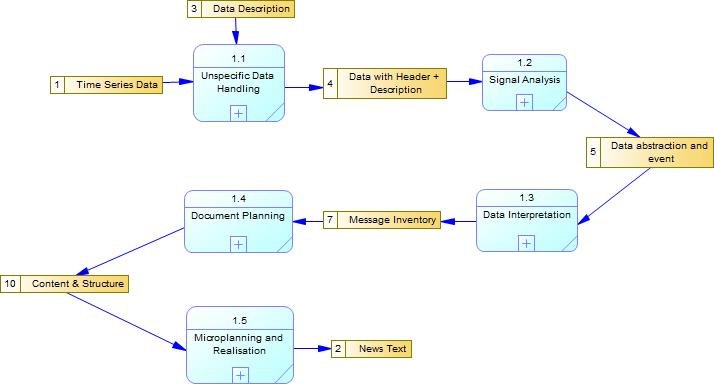 3 Data Description
1.1
Unspecific Data
Handling
1 Time Series Data
4 Data with Header +
Description
1.2
Signal Analysis
5 Data abstraction and
event
1.3
Data Interpretation
7 Message Inventory
1.4
Document Planning
10 Content & Structure
1.5
Microplanning and
Realisation
2 News Text